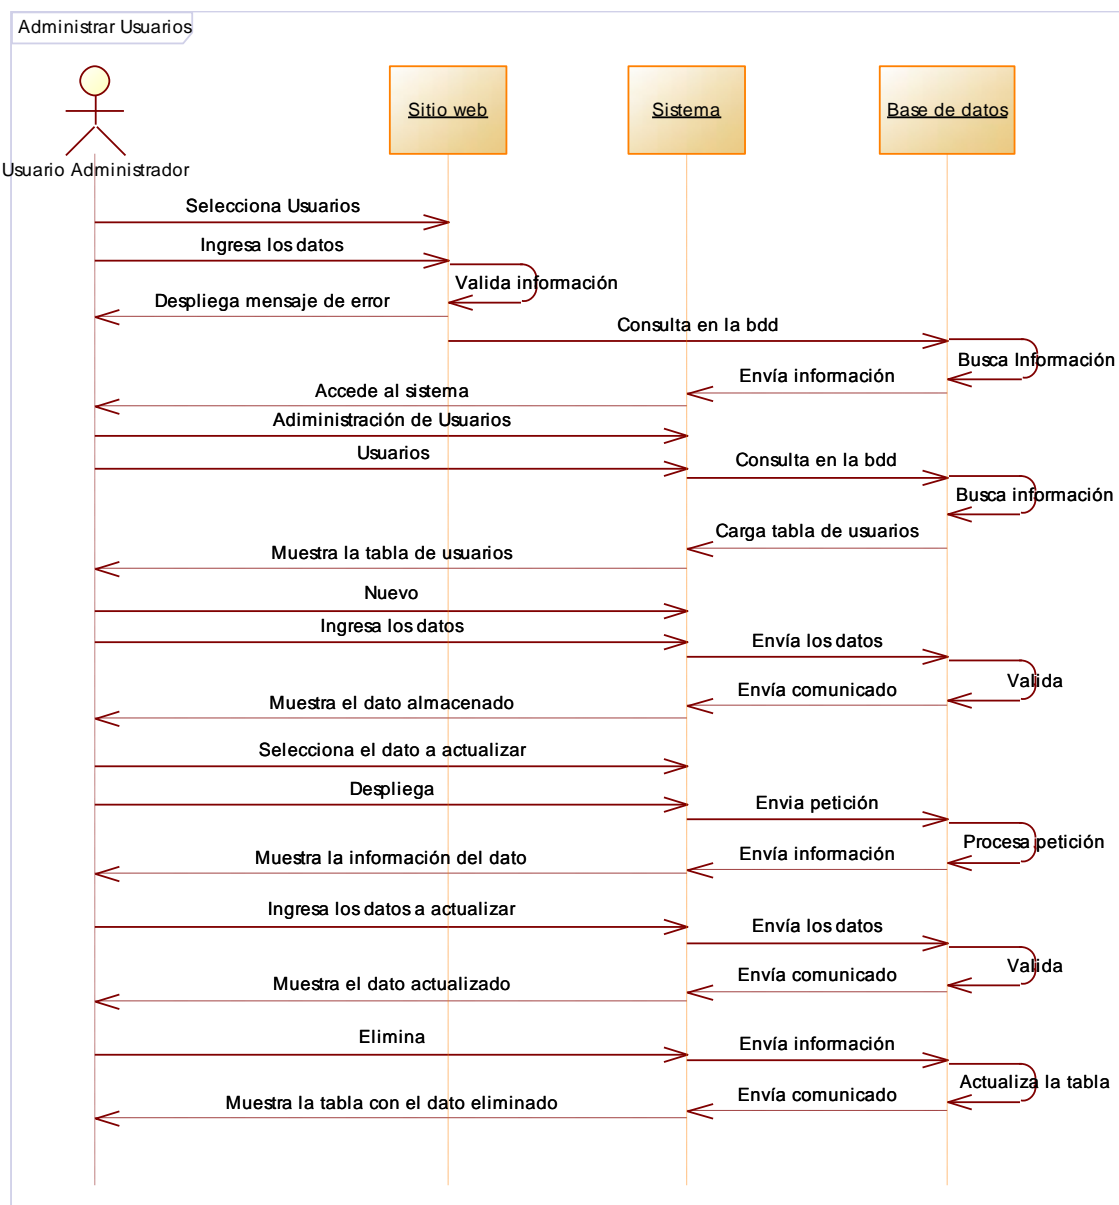 Administrar Usuarios
Sitio web
Sistema
Base de datos
Usuario Administrador
Selecciona Usuarios
Ingresa los datos
Valida información
Despliega mensaje de error
Consulta en la bdd
Busca Información
Envía información
Accede al sistema
Adiministración de Usuarios
Usuarios
Consulta en la bdd
Busca información
Carga tabla de usuarios
Muestra la tabla de usuarios
Nuevo
Ingresa los datos
Envía los datos
Valida
Envía comunicado
Muestra el dato almacenado
Selecciona el dato a actualizar
Despliega
Envia petición
Procesa petición
Envía información
Muestra la información del dato
Ingresa los datos a actualizar
Envía los datos
Valida
Envía comunicado
Muestra el dato actualizado
Elimina
Envía información
Actualiza la tabla
Envía comunicado
Muestra la tabla con el dato eliminado